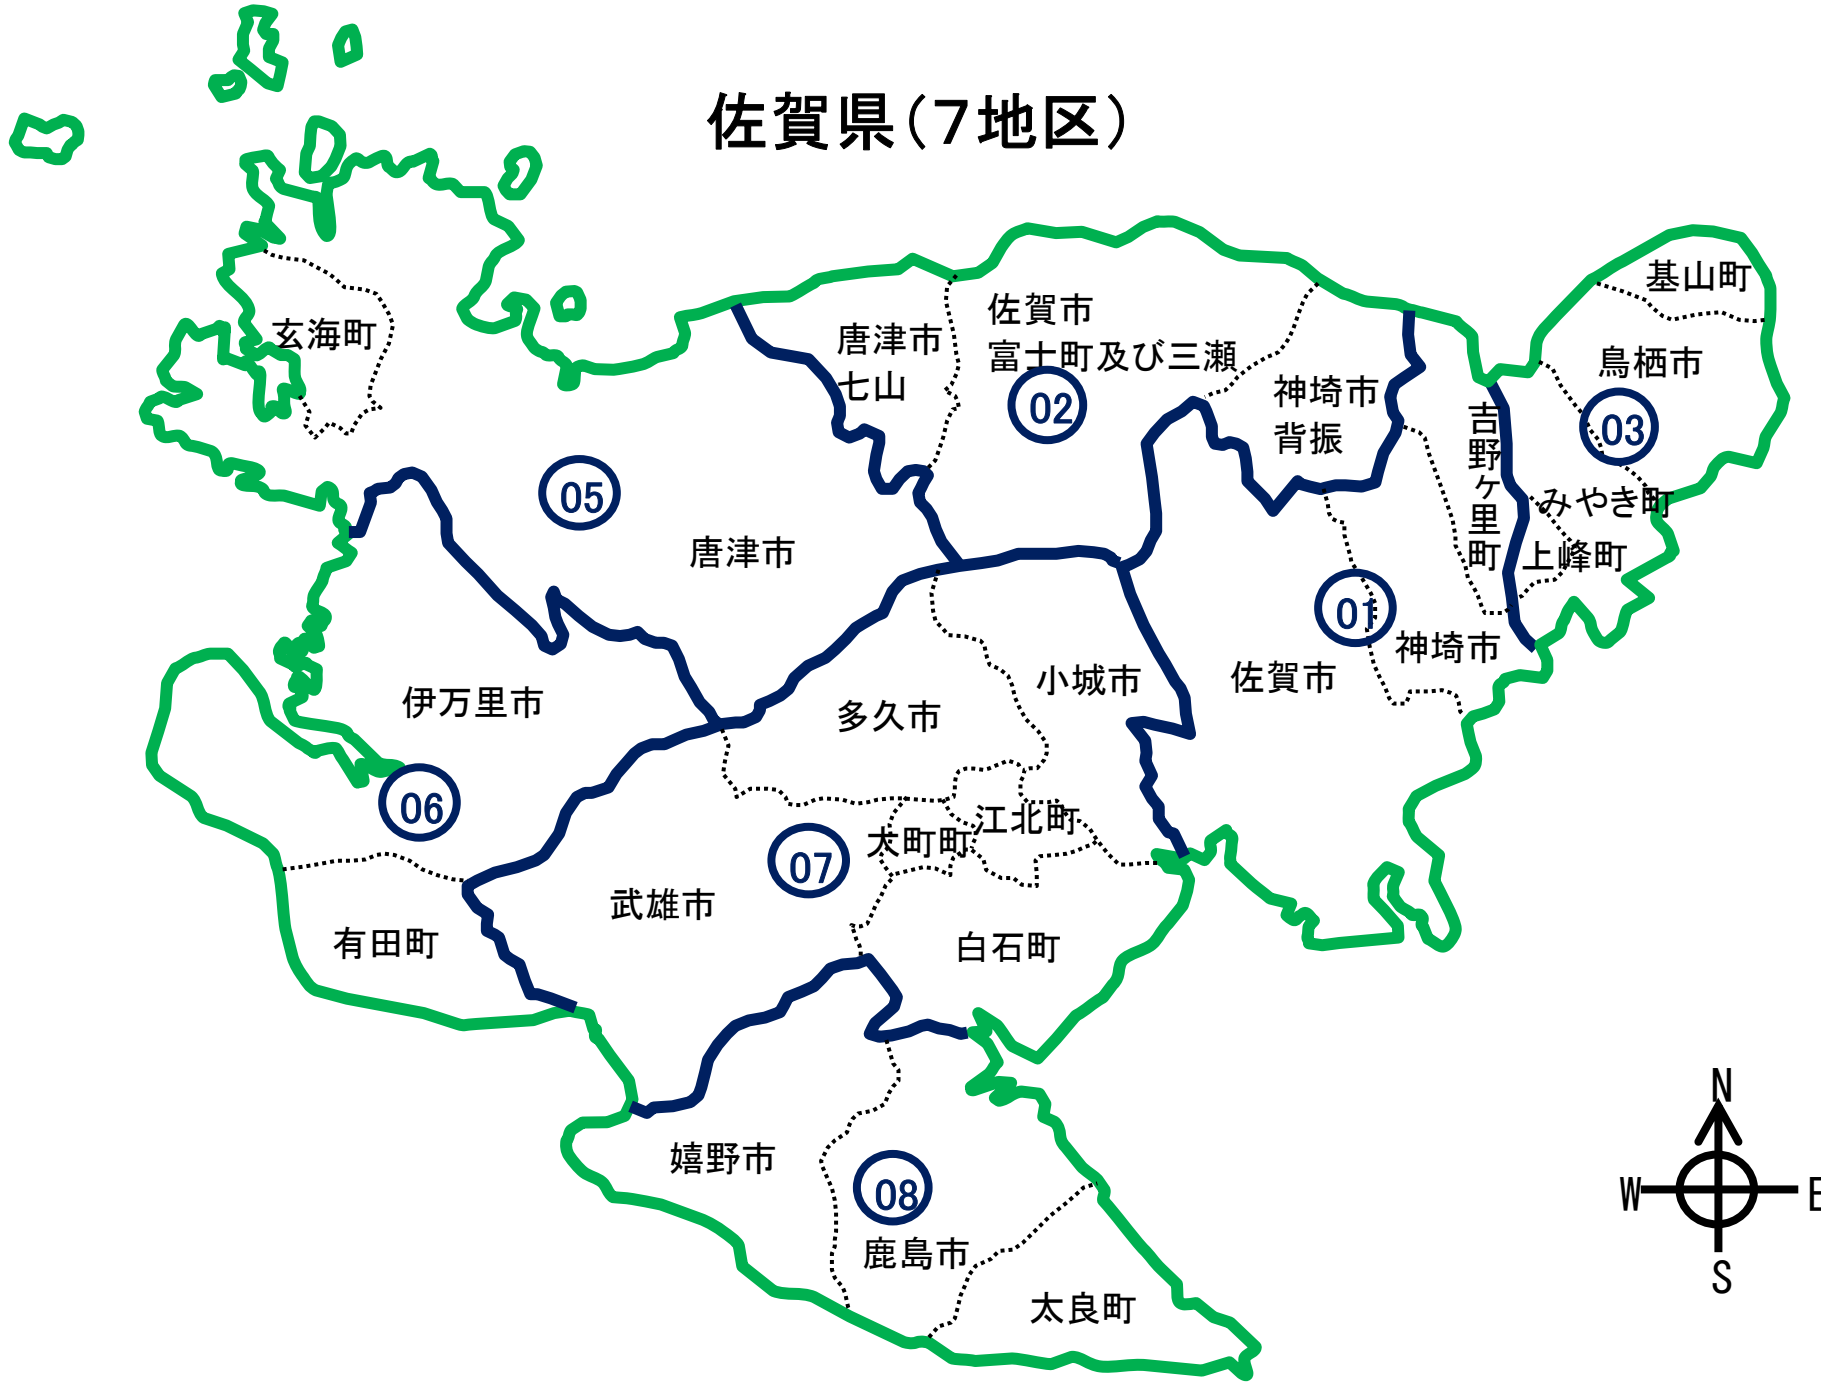 佐賀県（７地区）
基山町
佐賀市
富士町及び三瀬
唐津市
七山
玄海町
鳥栖市
神埼市
背振
02
吉野ヶ里町
03
05
みやき町
唐津市
上峰町
01
神埼市
佐賀市
小城市
伊万里市
多久市
06
江北町
大町町
07
武雄市
有田町
白石町
嬉野市
08
鹿島市
太良町
N
W
E
S